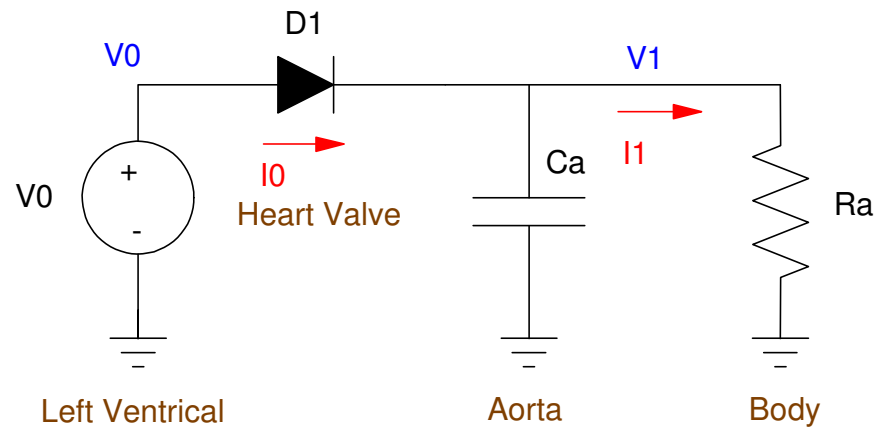 D1
V0
V1
+
V0
-
I0
Heart Valve
Ca
I1
Ra
Left Ventrical
Aorta
Body